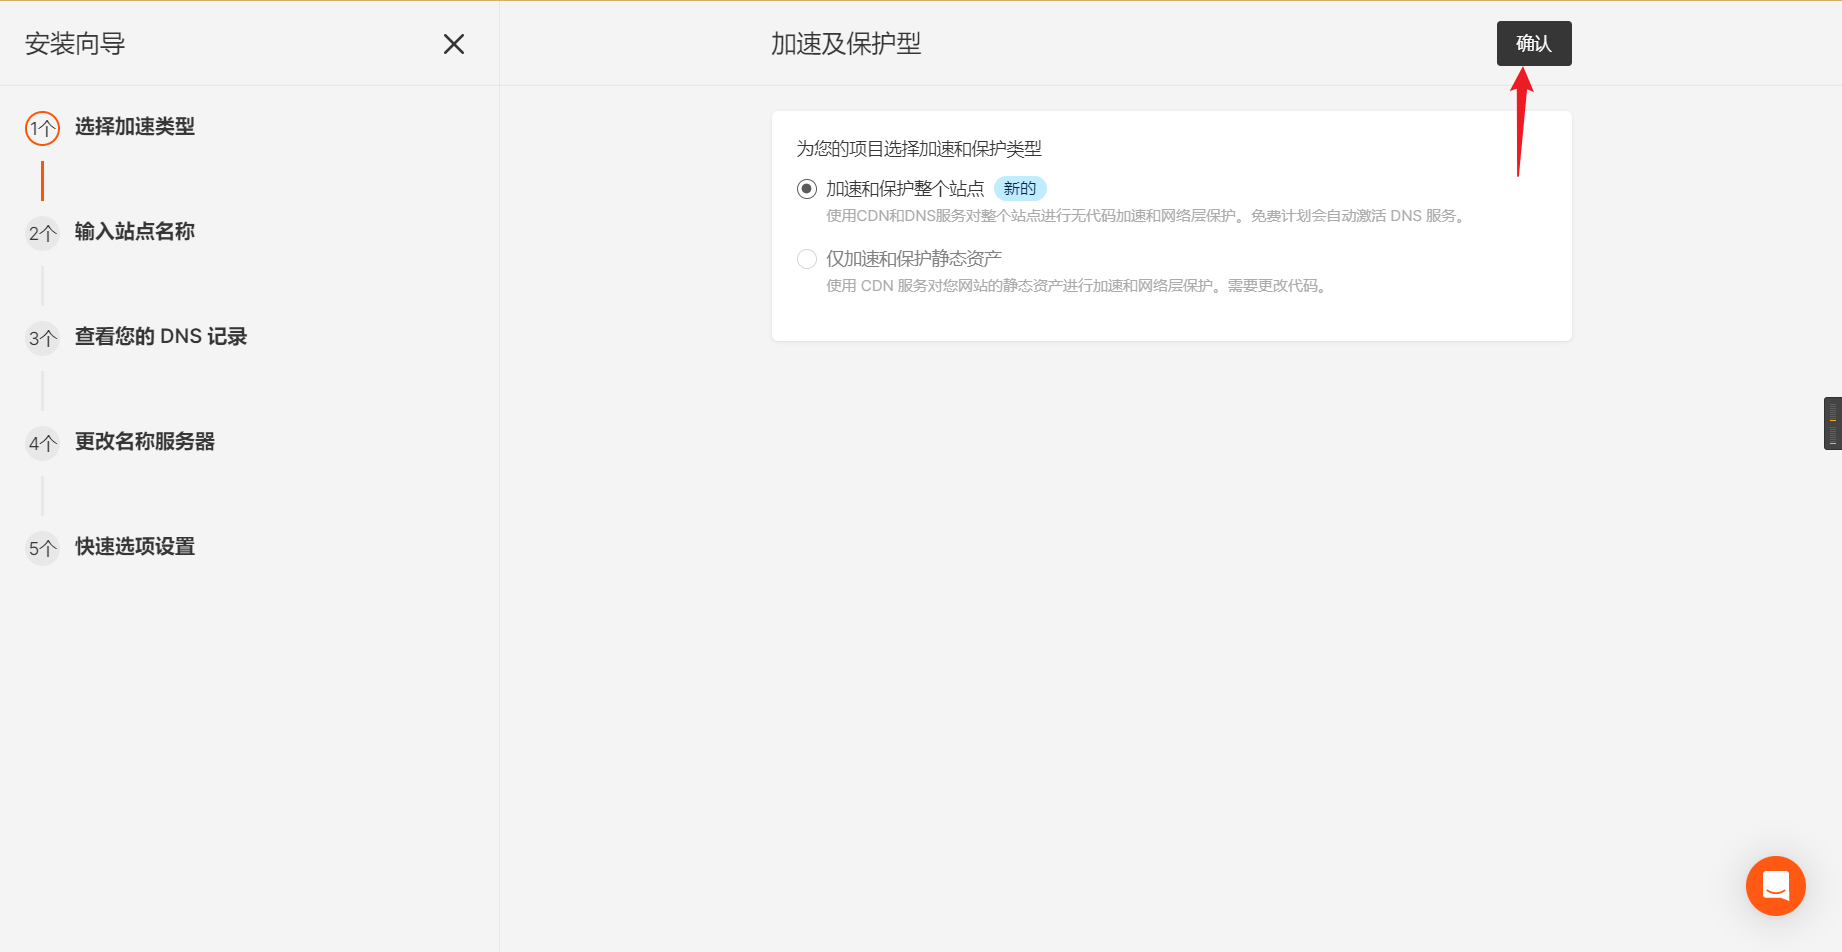 安装向导
1个 选择加速类型
2个 输入站点名称
3个 查看您的 DNS 记录
4个 更改名称服务器
5个 快速选项设置
加速及保护型
确认
为您的项目选择加速和保护类型
加速和保护整个站点 新的
使用CDN和DNS服务对整个站点进行无代码加速和网络层保护。免费计划会自动激活 DNS 服务。
仅加速和保护静态资产
使用 CDN 服务对您网站的静态资产进行加速和网络层保护。需要更改代码。